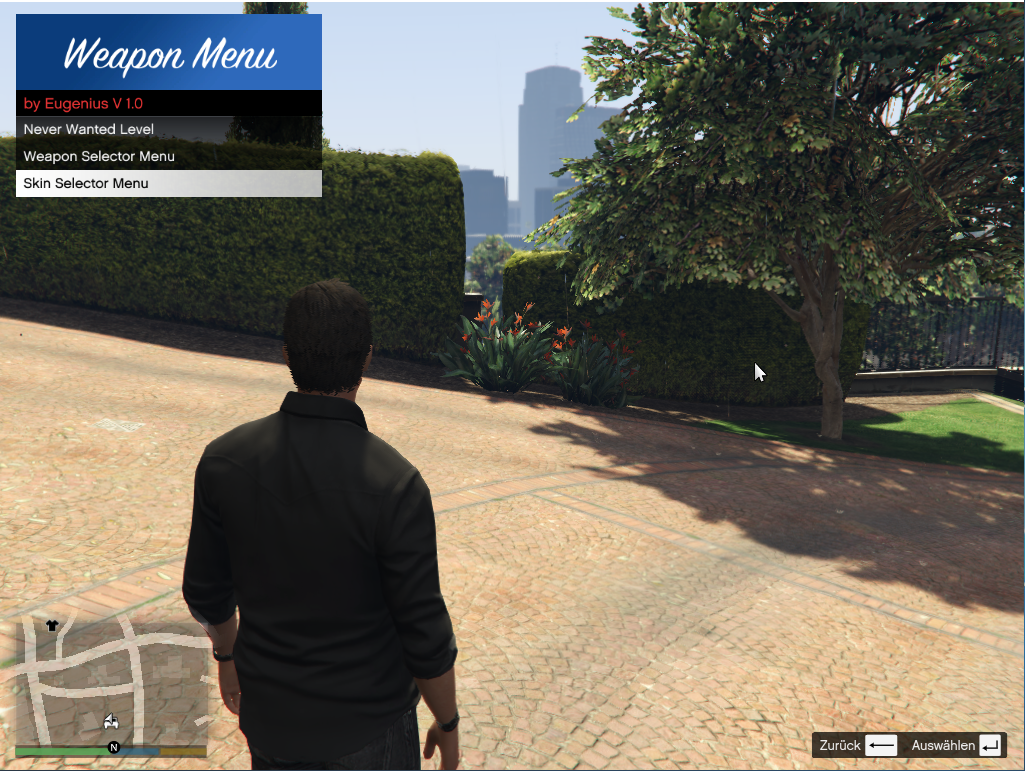 Weapon Menu
by Eugenius V 1.0
Never Wanted Level
Weapon Selector Menu
Skin Selector Menu
N
Zurück Auswählen